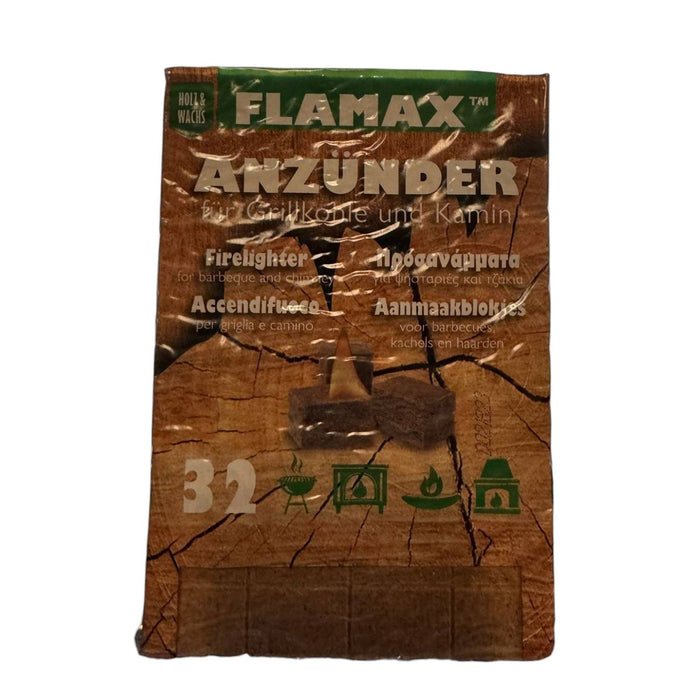 HOLZ &
WACHS
FLAMAX™
ANZÜNDER
für Grillkohle und Kamin
Firelighter
for barbeque and chimney
Προσανάμματα
για ψησταριές και τζάκια
Accendifuoco
per griglia e camino
Aanmaakblokjes
voor barbecues,
kachels en haarden
32